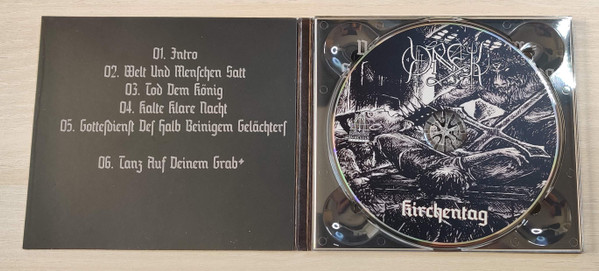 01. Intro
02. Welt Und Menschen Satt
03. Tod Dem König
04. Kalte Klare Nacht
05. Gottesdienst Des Halb Beinigem Gelächters
06. Tanz Auf Deinem Grab*
Kirchentag